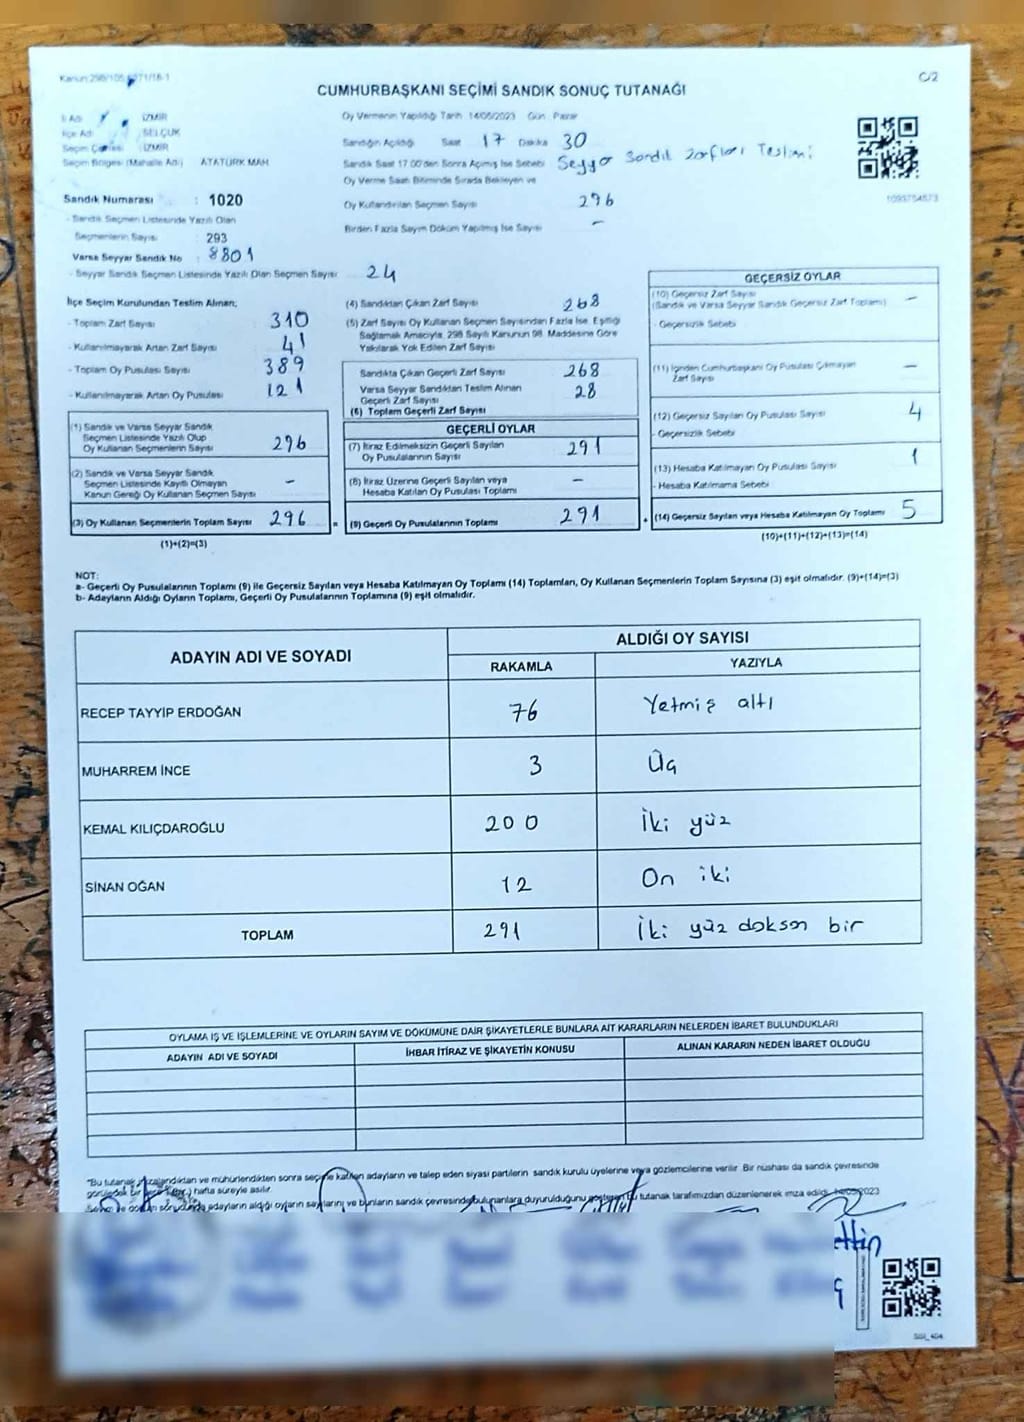 Kanun:298/105,
C/2
CUMHURBAŞKANI SEÇİMİ SANDIK SONUÇ TUTANAĞI
İl Adı : İZMİR
İlçe Adı : SELÇUK
Seçim Çevresi : İZMİR
Seçim Bölgesi (Mahalle Adı) ATATÜRK MAH.
Oy Vermenin Yapıldığı Tarih 14/05/2023 Gün Pazar
Sandığın Açıldığı Saat 17 Dakika 30
Sandık Saat 17.00'den Sonra Açılmış İse Sebebi Seyyar Sandık zarfları Teslimi
Oy Verme Saati Bitiminde Sırada Bekleyen ve
Oy Kullandırılan Seçmen Sayısı 296
Birden Fazla Sayım Döküm Yapılmış İse Sayısı –
Sandık Numarası : 1020
- Sandık Seçmen Listesinde Yazılı Olan
Seçmenlerin Sayısı : 293
Varsa Seyyar Sandık No : 8801
- Seyyar Sandık Seçmen Listesinde Yazılı Olan Seçmen Sayısı 24
İlçe Seçim Kurulundan Teslim Alınan;
- Toplam Zarf Sayısı 310
- Kullanılmayarak Artan Zarf Sayısı 41
- Toplam Oy Pusulası Sayısı 389
- Kullanılmayarak Artan Oy Pusulası 121
(1) Sandık ve Varsa Seyyar Sandık
Seçmen Listesinde Yazılı Olup
Oy Kullanan Seçmenlerin Sayısı 296
(2) Sandık ve Varsa Seyyar Sandık
Seçmen Listesinde Kayıtlı Olmayan
Kanun Gereği Oy Kullanan Seçmen Sayısı –
(3) Oy Kullanan Seçmenlerin Toplam Sayısı 296
(1)+(2)=(3)
(4) Sandıktan Çıkan Zarf Sayısı 268
(5) Zarf Sayısı Oy Kullanan Seçmen Sayısından Fazla İse, Eşitliği
Sağlamak Amacıyla, 298 Sayılı Kanunun 98. Maddesine Göre
Yakılarak Yok Edilen Zarf Sayısı
Sandıkta Çıkan Geçerli Zarf Sayısı 268
Varsa Seyyar Sandıktan Teslim Alınan
Geçerli Zarf Sayısı 28
(6) Toplam Geçerli Zarf Sayısı
GEÇERLİ OYLAR
(7) İtiraz Edilmeksizin Geçerli Sayılan
Oy Pusulalarının Sayısı 291
(8) İtiraz Üzerine Geçerli Sayılan veya
Hesaba Katılan Oy Pusulası Toplamı –
= (9) Geçerli Oy Pusulalarının Toplamı 291
GEÇERSİZ OYLAR
(10) Geçersiz Zarf Sayısı
(Sandık ve Varsa Seyyar Sandık Geçersiz Zarf Toplamı) –
- Geçersizlik Sebebi
(11) İçinden Cumhurbaşkanı Oy Pusulası Çıkmayan
Zarf Sayısı –
(12) Geçersiz Sayılan Oy Pusulası Sayısı 4
- Geçersizlik Sebebi
(13) Hesaba Katılmayan Oy Pusulası Sayısı 1
- Hesaba Katılmama Sebebi
+ (14) Geçersiz Sayılan veya Hesaba Katılmayan Oy Toplamı 5
(10)+(11)+(12)+(13)=(14)
NOT:
a- Geçerli Oy Pusulalarının Toplamı (9) ile Geçersiz Sayılan veya Hesaba Katılmayan Oy Toplamı (14) Toplamları, Oy Kullanan Seçmenlerin Toplam Sayısına (3) eşit olmalıdır. (9)+(14)=(3)
b- Adayların Aldığı Oyların Toplamı, Geçerli Oy Pusulalarının Toplamına (9) eşit olmalıdır.
ADAYIN ADI VE SOYADI ALDIĞI OY SAYISI
RAKAMLA YAZIYLA
RECEP TAYYİP ERDOĞAN 76 Yetmiş altı
MUHARREM İNCE 3 Üç
KEMAL KILIÇDAROĞLU 200 İki yüz
SİNAN OĞAN 12 On iki
TOPLAM 291 İki yüz doksan bir
OYLAMA İŞ VE İŞLEMLERİNE VE OYLARIN SAYIM VE DÖKÜMÜNE DAİR ŞİKAYETLERLE BUNLARA AİT KARARLARIN NELERDEN İBARET BULUNDUKLARI
ADAYIN ADI VE SOYADI İHBAR İTİRAZ VE ŞİKAYETİN KONUSU ALINAN KARARIN NEDEN İBARET OLDUĞU
"Bu tutanak imzalandıktan ve mühürlendikten sonra seçime katılan adayların ve talep eden siyasi partilerin sandık kurulu üyelerine veya gözlemcilerine verilir. Bir nüshası da sandık çevresinde
hafta süreyle asılır.
adayların aldığı oyların sayılarını ve bunların sandık çevresinde bulunanlara duyurulduğunu gösteren bu tutanak tarafımızdan düzenlenerek imza edildi.